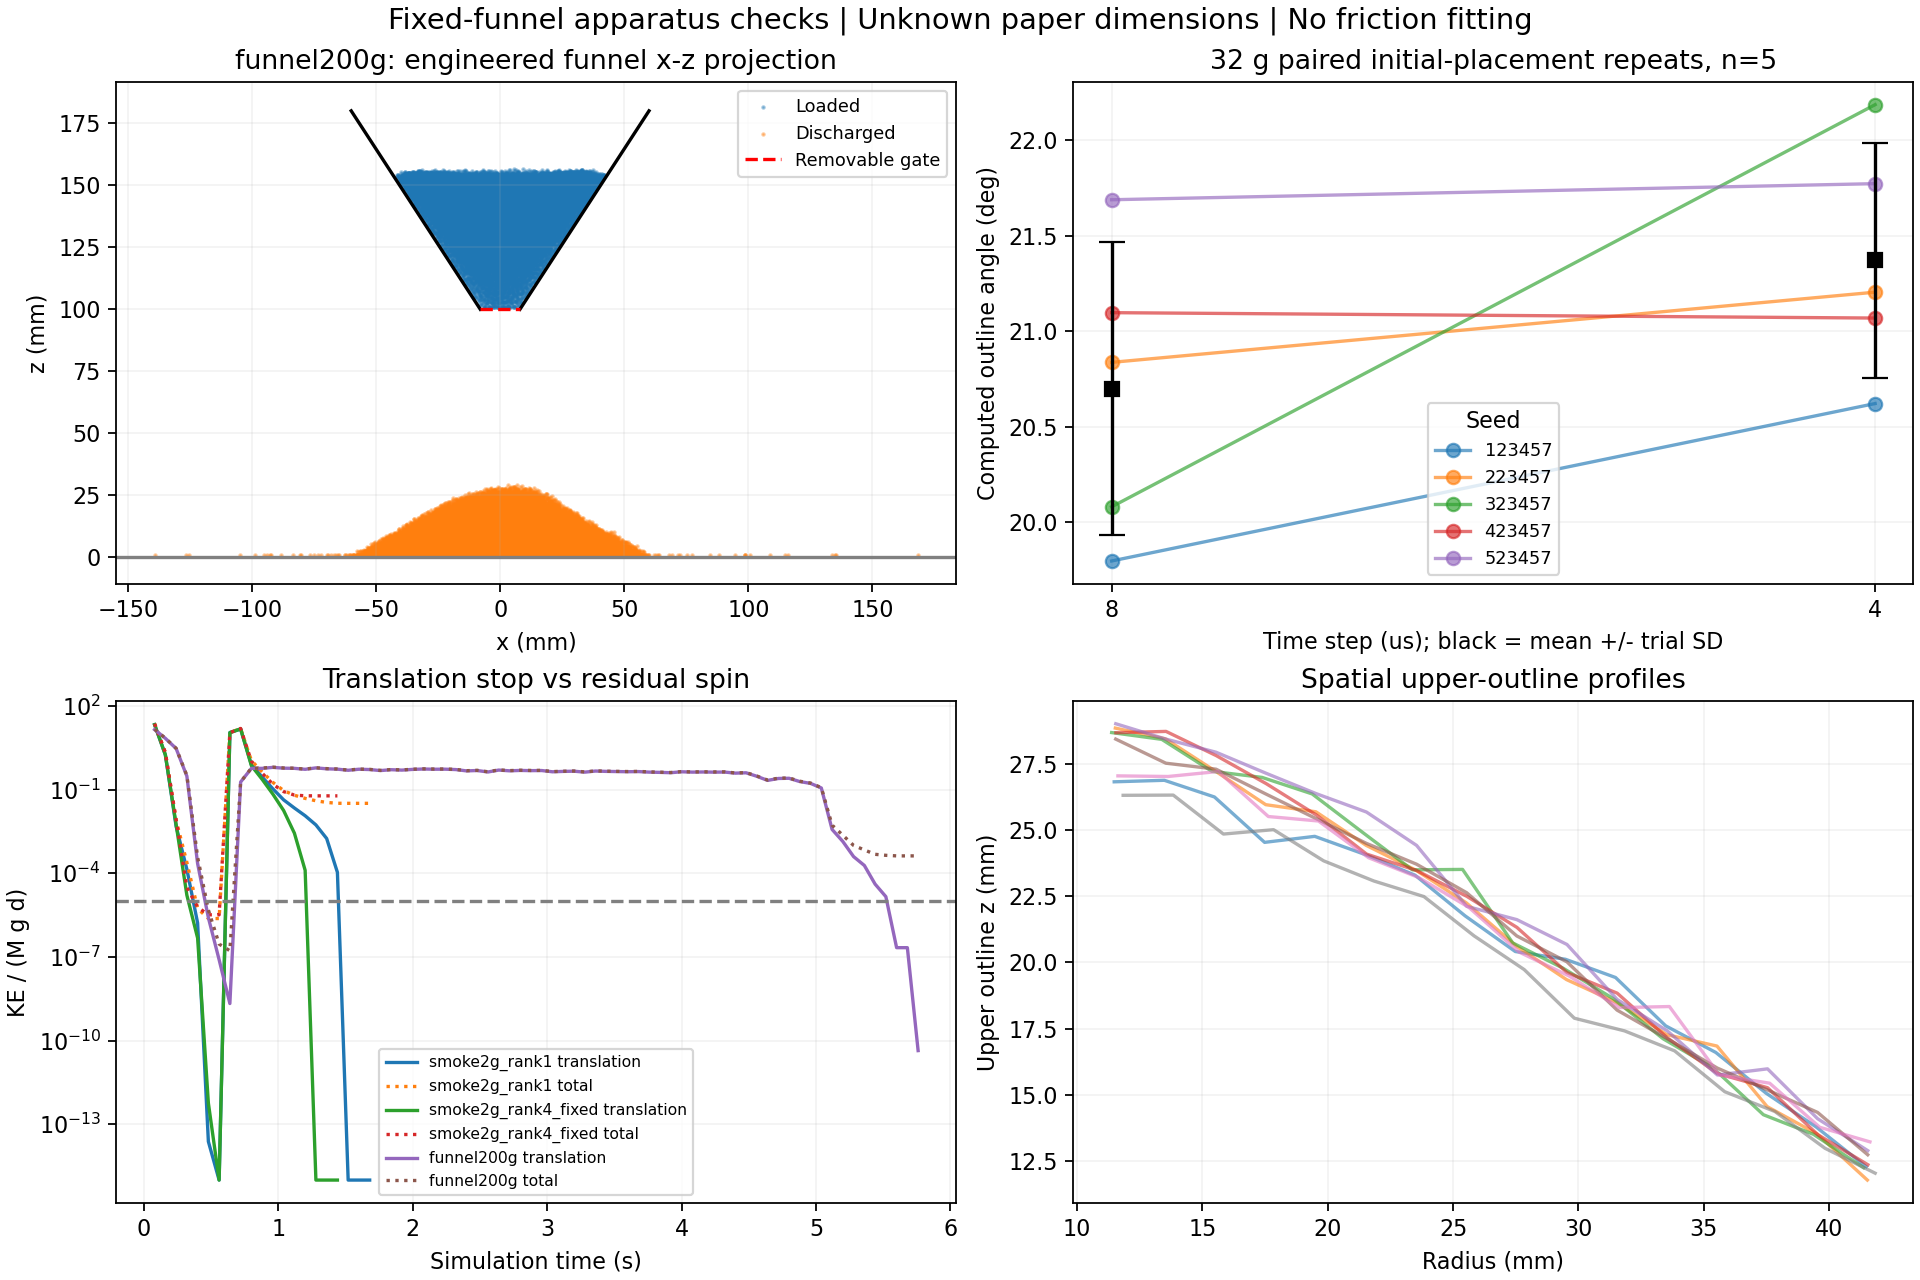 Fixed-funnel apparatus checks | Unknown paper dimensions | No friction fitting
funnel200g: engineered funnel x-z projection
z (mm)
175
150
125
100
75
50
25
0
Loaded
Discharged
Removable gate
−150
−100
−50
0
50
100
150
x (mm)
32 g paired initial-placement repeats, n=5
Computed outline angle (deg)
22.0
21.5
21.0
20.5
20.0
Seed
123457
223457
323457
423457
523457
8
4
Time step (us); black = mean +/- trial SD
Translation stop vs residual spin
KE / (M g d)
10²
10⁻¹
10⁻⁴
10⁻⁷
10⁻¹⁰
10⁻¹³
smoke2g_rank1 translation
smoke2g_rank1 total
smoke2g_rank4_fixed translation
smoke2g_rank4_fixed total
funnel200g translation
funnel200g total
0
1
2
3
4
5
6
Simulation time (s)
Spatial upper-outline profiles
Upper outline z (mm)
27.5
25.0
22.5
20.0
17.5
15.0
12.5
10
15
20
25
30
35
40
Radius (mm)